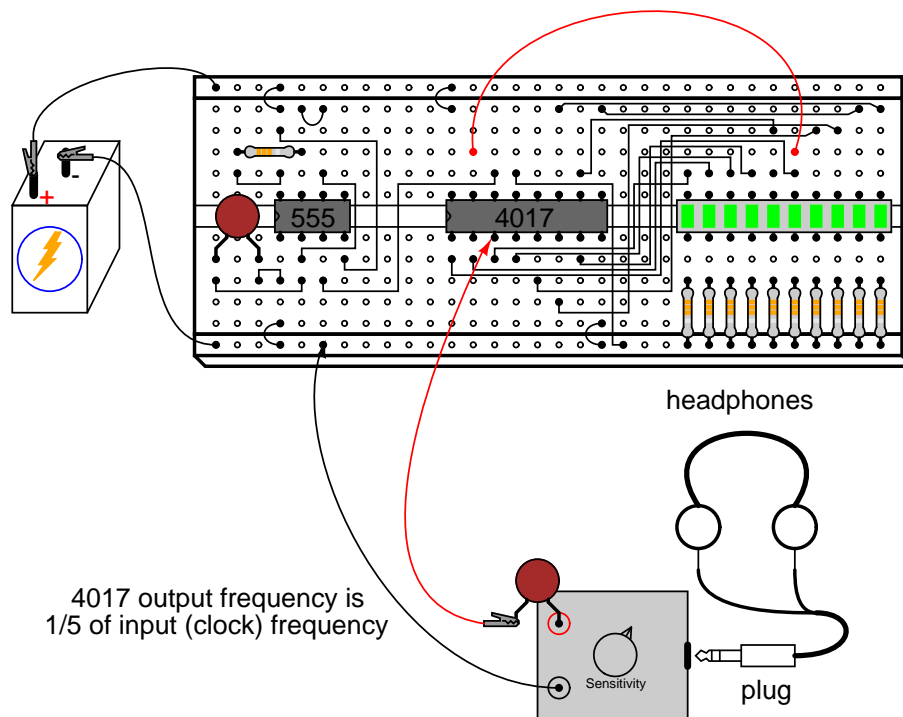 -
+
555
4017
headphones
4017 output frequency is
1/5 of input (clock) frequency
Sensitivity
plug